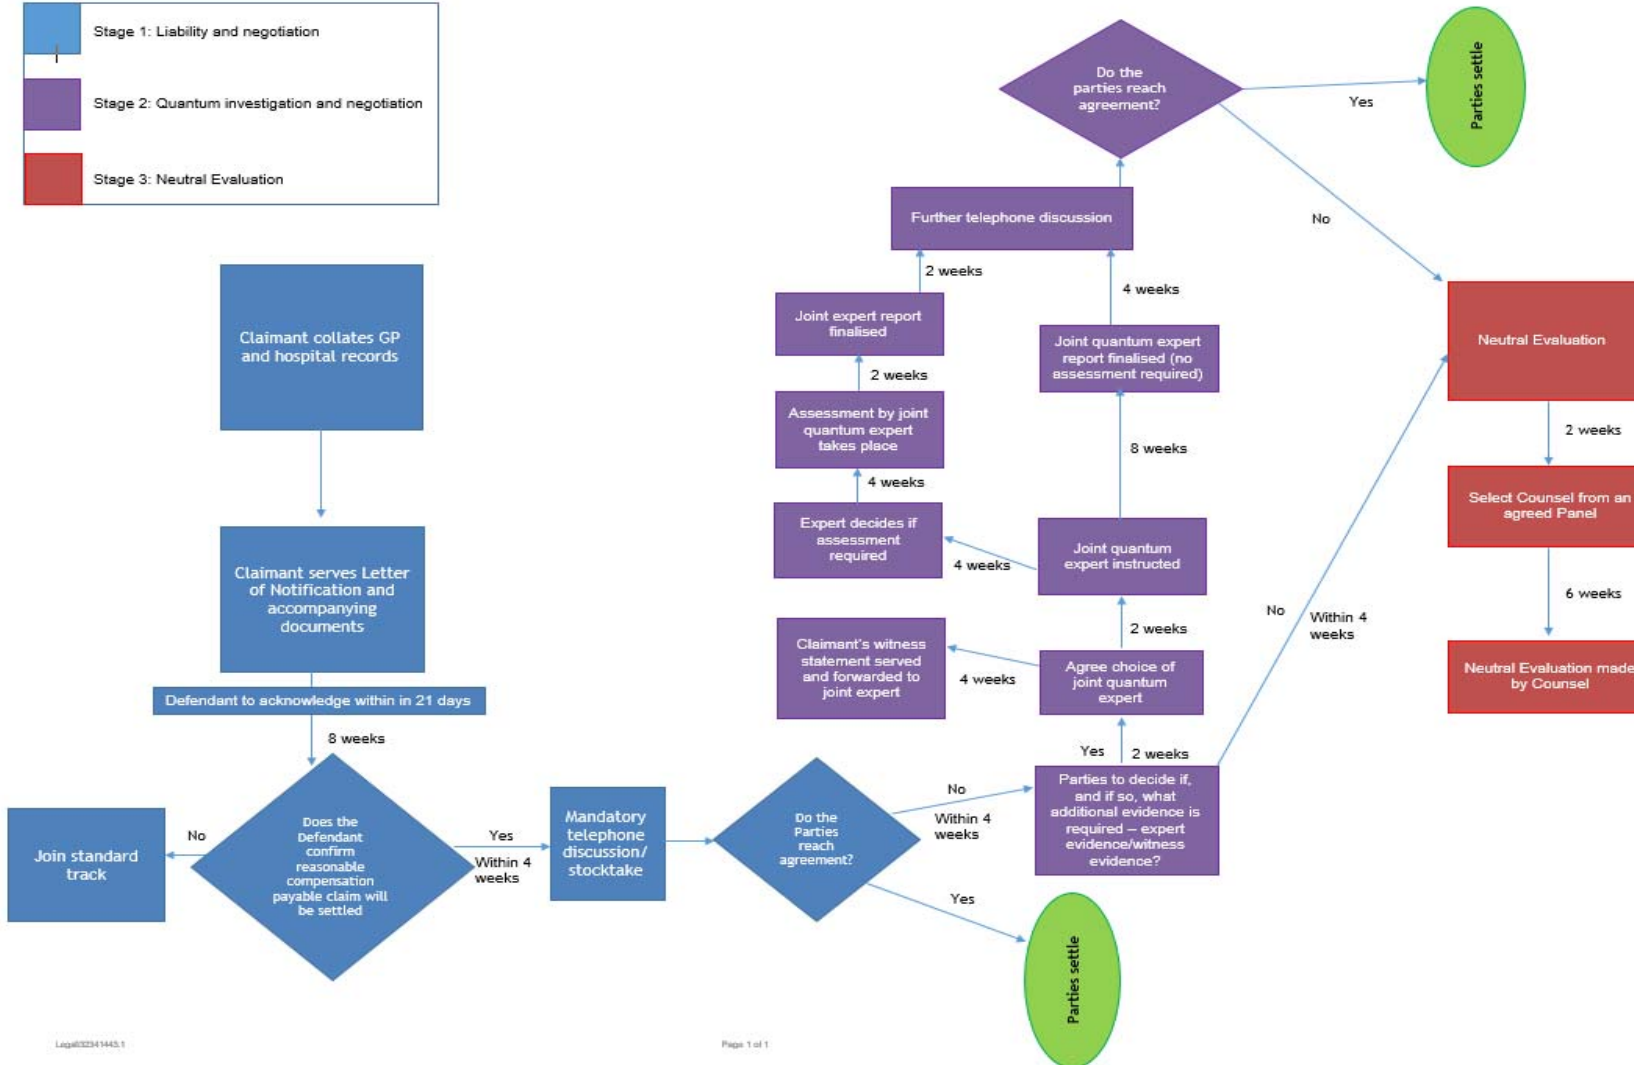 Stage 1: Liability and negotiation
Stage 2: Quantum investigation and negotiation
Stage 3: Neutral Evaluation
Claimant collates GP
and hospital records
Claimant serves Letter
of Notification and
accompanying
documents
Defendant to acknowledge within in 21 days
8 weeks
Does the
Defendant
confirm
reasonable
compensation
payable claim will
be settled
No
Join standard
track
Yes
Within 4
weeks
Mandatory
telephone
discussion/
stocktake
Do the
Parties
reach
agreement?
No
Within 4
weeks
Yes
Parties settle
Parties to decide if,
and if so, what
additional evidence is
required – expert
evidence/witness
evidence?
Yes
2 weeks
Agree choice of
joint quantum
expert
4 weeks
Claimant's witness
statement served
and forwarded to
joint expert
2 weeks
Joint quantum
expert instructed
4 weeks
Expert decides if
assessment
required
4 weeks
Assessment by joint
quantum expert
takes place
2 weeks
Joint expert report
finalised
2 weeks
8 weeks
Joint quantum expert
report finalised (no
assessment required)
4 weeks
Further telephone discussion
Do the
parties reach
agreement?
Yes
Parties settle
No
No
Within 4
weeks
Neutral Evaluation
2 weeks
Select Counsel from an
agreed Panel
6 weeks
Neutral Evaluation made
by Counsel
Page 1 of 1